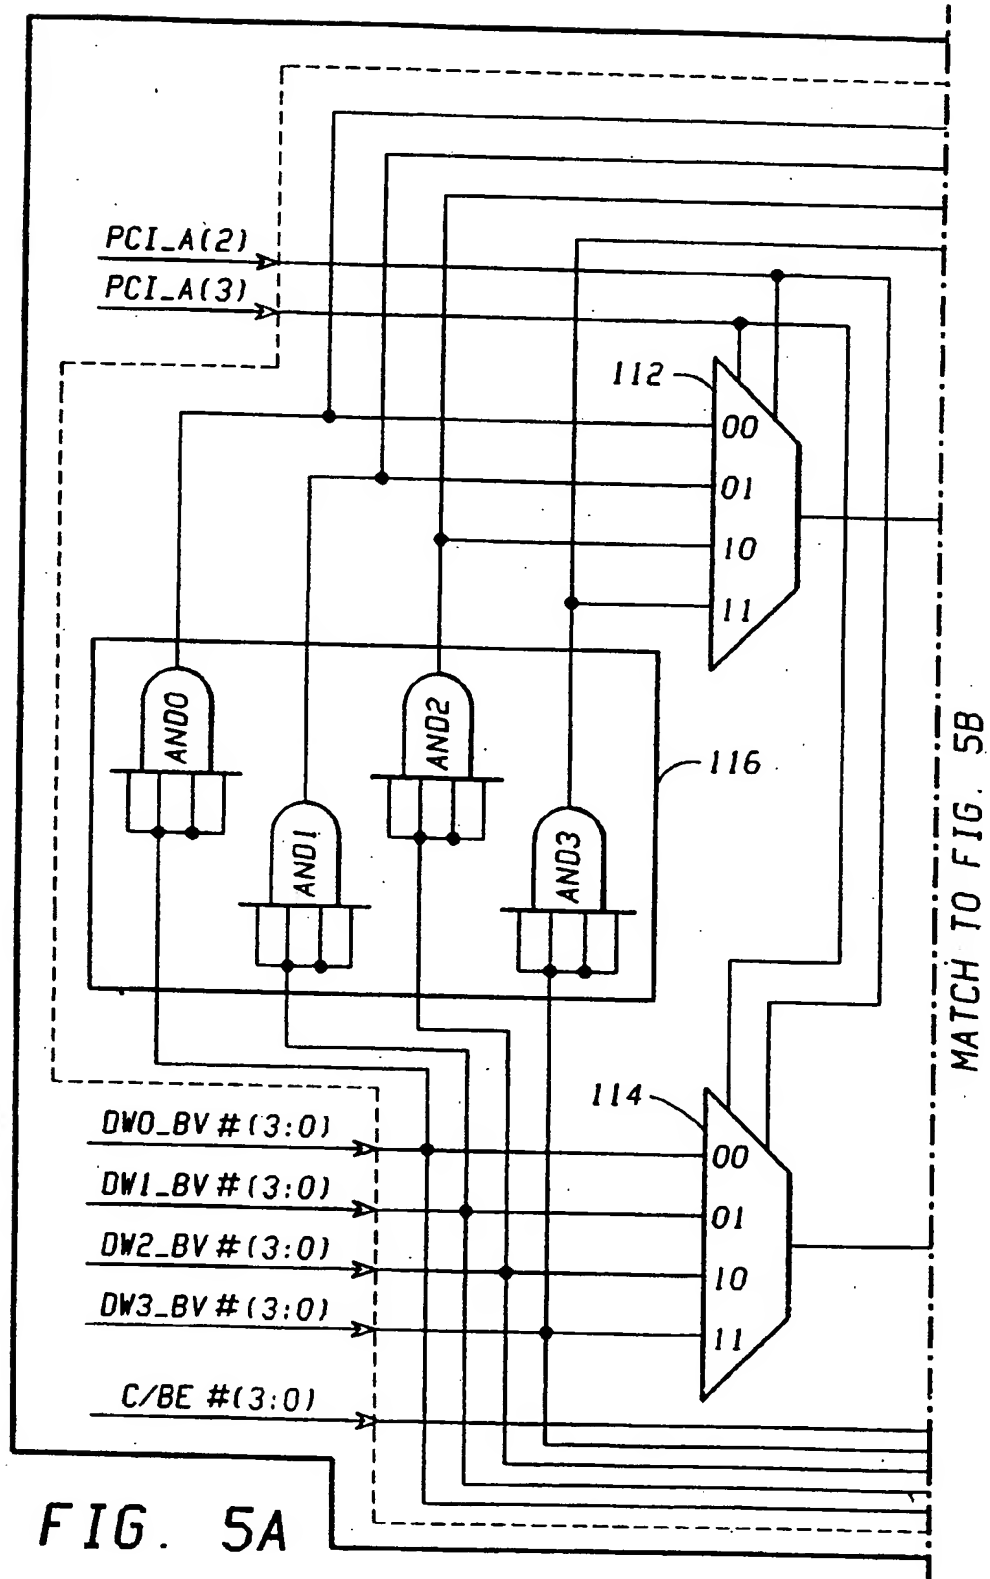 PCI_A(2)
PCI_A(3)
112
00
01
10
11
AND0
AND2
116
AND1
AND3
MATCH TO FIG. 5B
114
DW0_BV#(3:0)
00
DW1_BV#(3:0)
01
DW2_BV#(3:0)
10
DW3_BV#(3:0)
11
C/BE #(3:0)
FIG. 5A